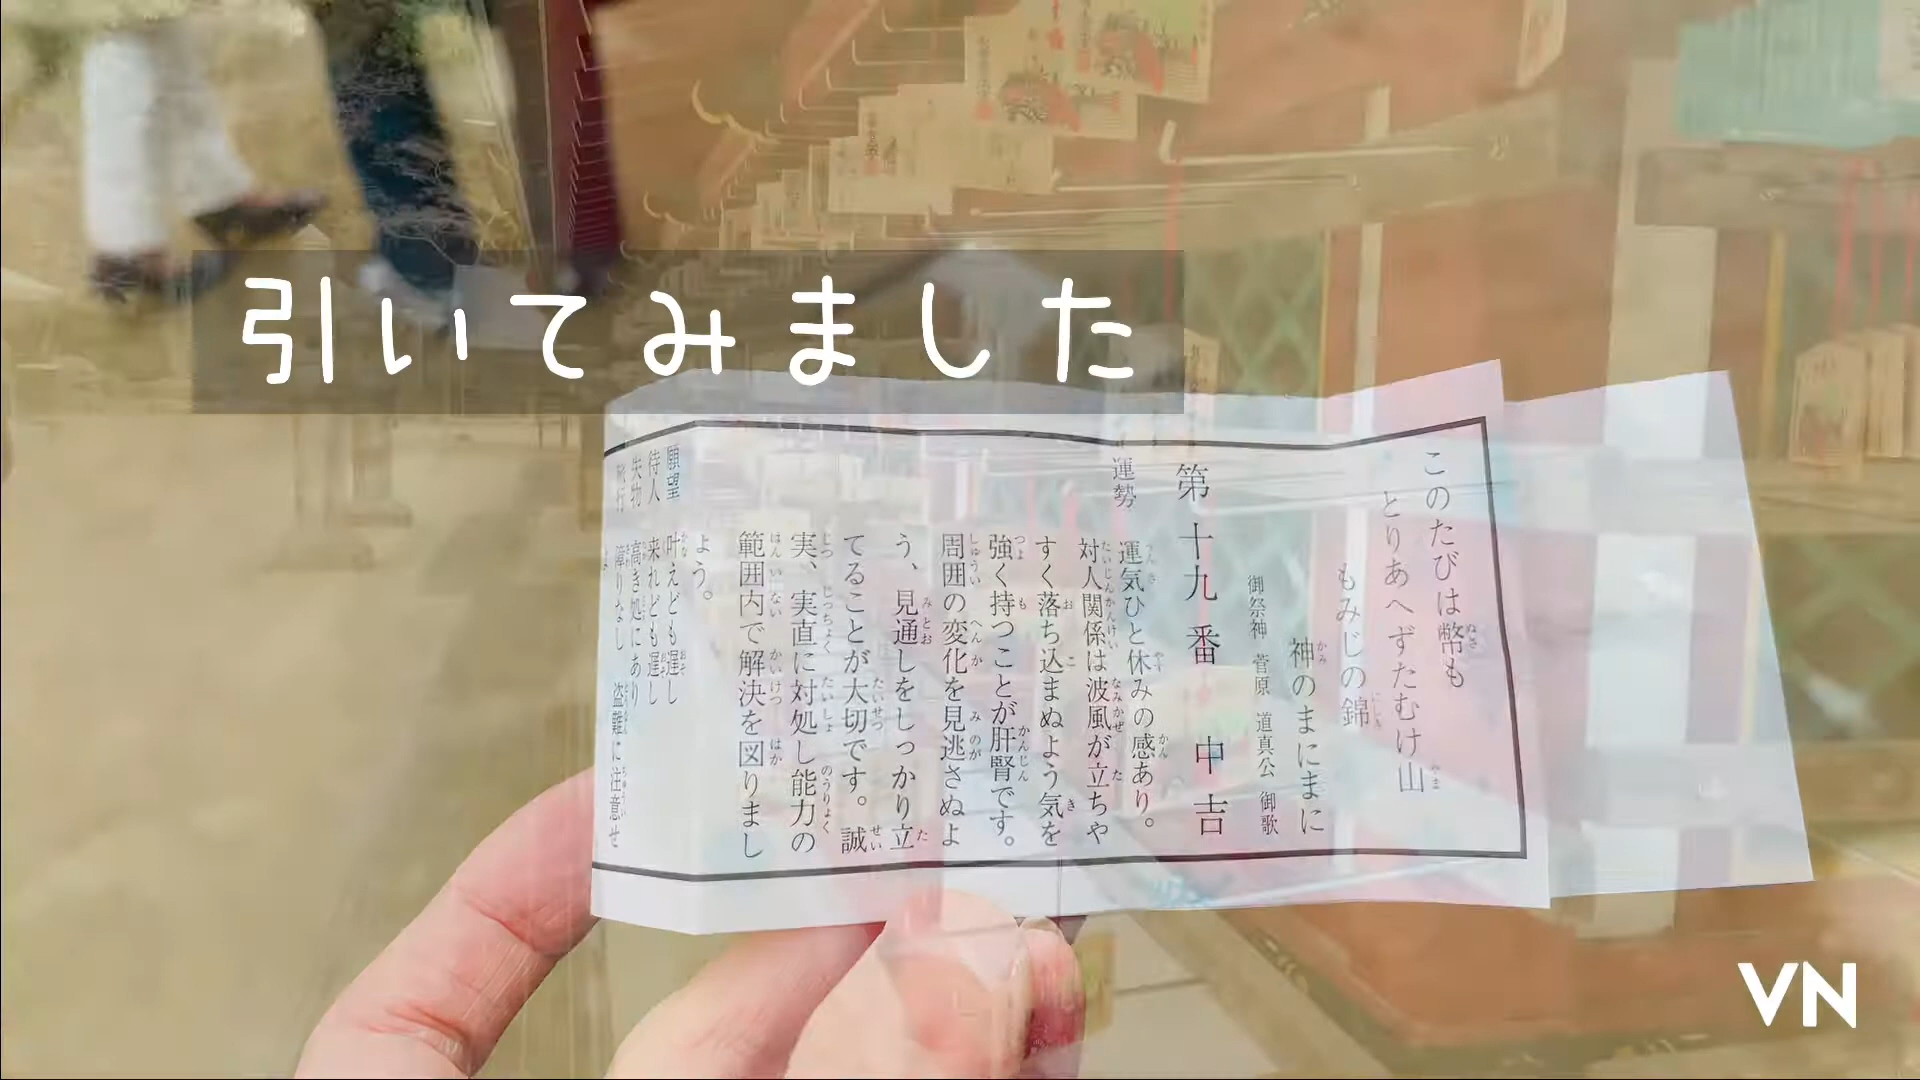 引いてみました
このたびは幣も
とりあへずたむけ山
もみじの錦
神のまにまに
御祭神 菅原 道真公 御歌
第十九番 中吉
運勢
運気ひと休みの感あり。
対人関係は波風が立ちや
すく落ち込まぬよう気を
強く持つことが肝腎です。
周囲の変化を見逃さぬよ
う、見通しをしっかり立
てることが大切です。誠
実、実直に対処し能力の
範囲内で解決を図りまし
ょう。
願望 叶えども遅し
待人 来れども遅し
失物 高き処にあり
旅行 障りなし 盗難に注意せ
VN